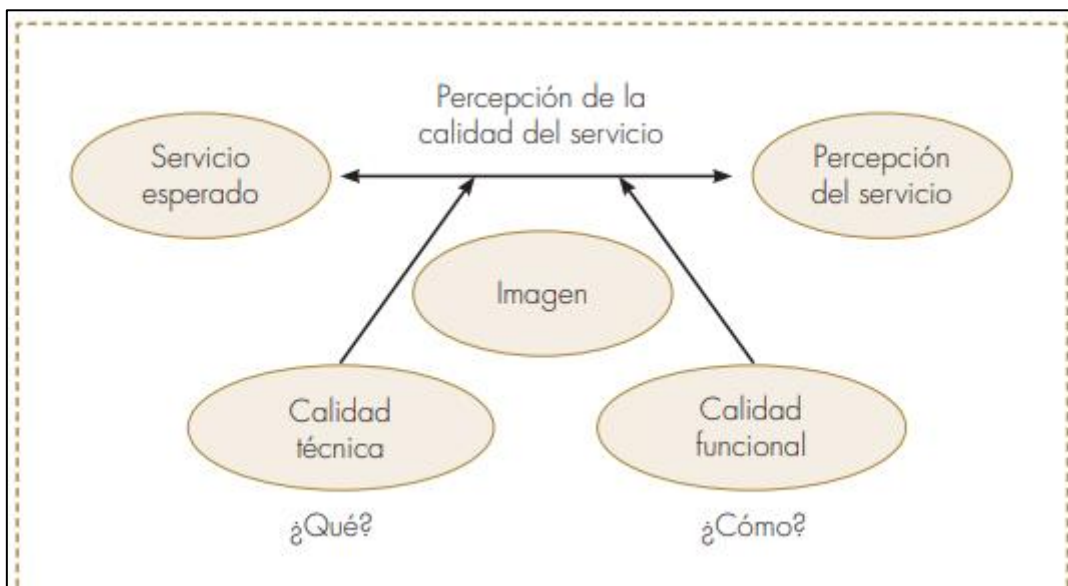 Percepción de la
calidad del servicio
Servicio
esperado
Percepción
del servicio
Imagen
Calidad
técnica
Calidad
funcional
¿Qué?
¿Cómo?